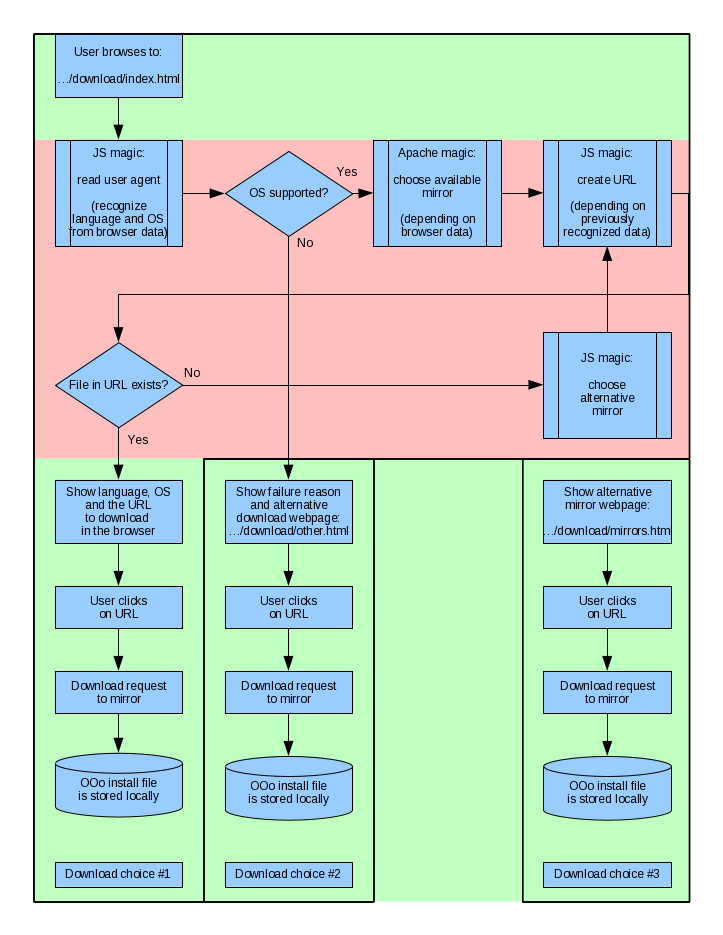 User browses to:
.../download/index.html
JS magic:
read user agent
(recognize
language and OS
from browser data)
OS supported?
Yes
No
Apache magic:
choose available
mirror
(depending on
browser data)
JS magic:
create URL
(depending on
previously
recognized data)
File in URL exists?
No
Yes
JS magic:
choose
alternative
mirror
Show language, OS
and the URL
to download
in the browser
User clicks
on URL
Download request
to mirror
OOo install file
is stored locally
Download choice #1
Show failure reason
and alternative
download webpage:
.../download/other.html
User clicks
on URL
Download request
to mirror
OOo install file
is stored locally
Download choice #2
Show alternative
mirror webpage:
.../download/mirrors.html
User clicks
on URL
Download request
to mirror
OOo install file
is stored locally
Download choice #3